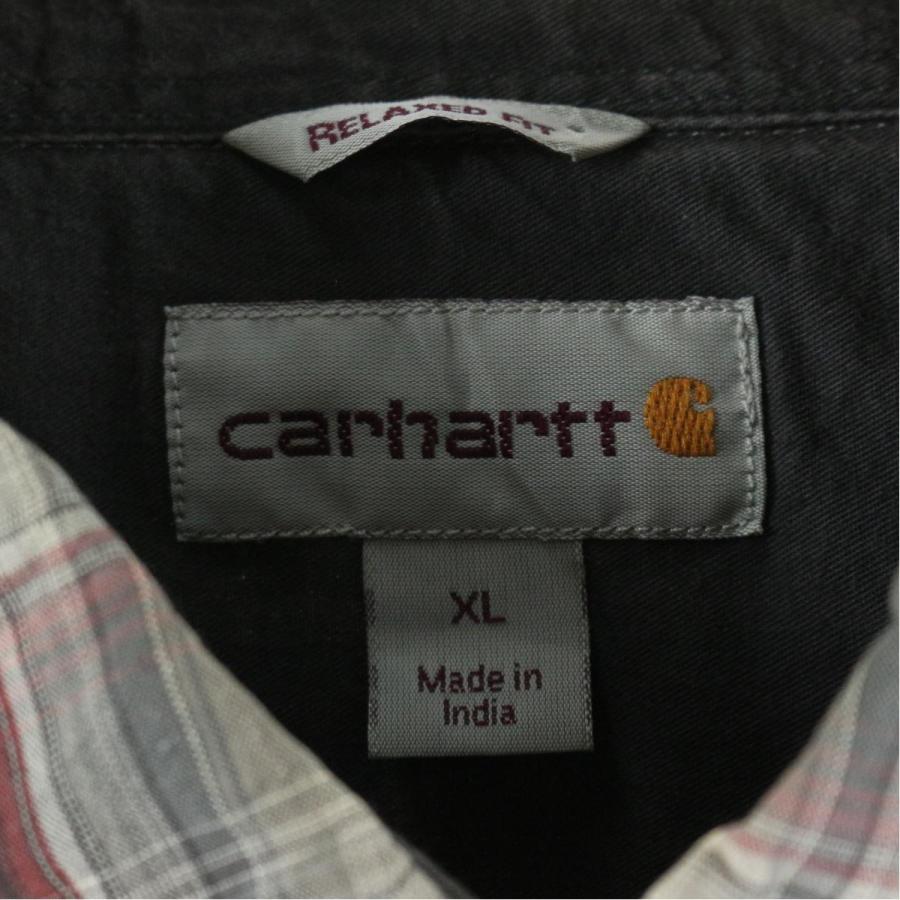 RELAXED FIT
carhartt
XL
Made in
India